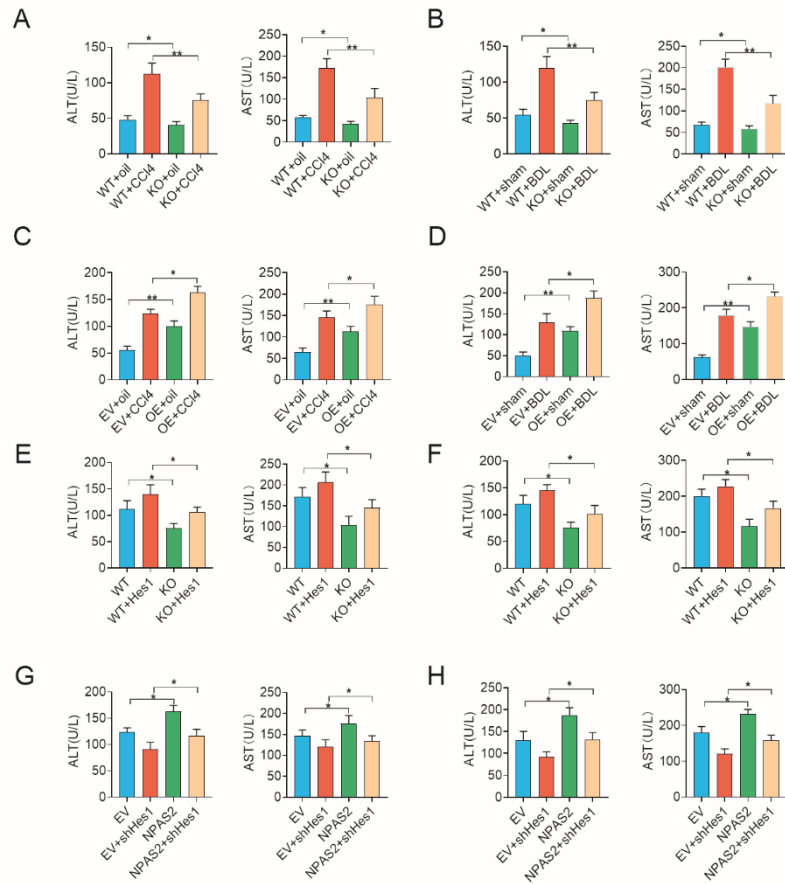 A
B
*
**
ALT(U/L)
150
100
50
0
WT+oil
WT+CCl4
KO+oil
KO+CCl4
*
**
AST (U/L)
250
200
150
100
50
0
WT+oil
WT+CCl4
KO+oil
KO+CCl4
*
**
ALT(U/L)
150
100
50
0
WT+sham
WT+BDL
KO+sham
KO+BDL
*
**
AST (U/L)
250
200
150
100
50
0
WT+sham
WT+BDL
KO+sham
KO+BDL
C
D
*
**
ALT(U/L)
200
150
100
50
0
EV+oil
EV+CCl4
OE+oil
OE+CCl4
*
**
AST (U/L)
250
200
150
100
50
0
EV+oil
EV+CCl4
OE+oil
OE+CCl4
*
**
ALT(U/L)
250
200
150
100
50
0
EV+sham
EV+BDL
OE+sham
OE+BDL
*
**
AST (U/L)
300
200
100
0
EV+sham
EV+BDL
OE+sham
OE+BDL
E
F
*
*
ALT(U/L)
200
150
100
50
0
WT
WT+Hes1
KO
KO+Hes1
*
*
AST (U/L)
250
200
150
100
50
0
WT
WT+Hes1
KO
KO+Hes1
*
*
ALT(U/L)
200
150
100
50
0
WT
WT+Hes1
KO
KO+Hes1
*
*
AST (U/L)
300
200
100
0
WT
WT+Hes1
KO
KO+Hes1
G
H
*
*
ALT(U/L)
200
150
100
50
0
EV
EV+shHes1
NPAS2
NPAS2+shHes1
*
*
AST (U/L)
250
200
150
100
50
0
EV
EV+shHes1
NPAS2
NPAS2+shHes1
*
*
ALT(U/L)
250
200
150
100
50
0
EV
EV+shHes1
NPAS2
NPAS2+shHes1
*
*
AST (U/L)
300
200
100
0
EV
EV+shHes1
NPAS2
NPAS2+shHes1